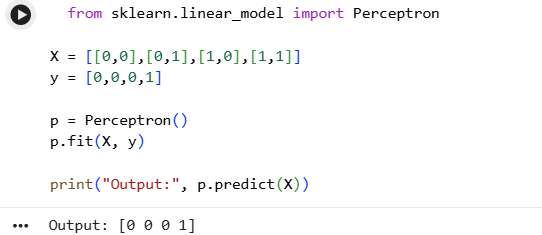 from sklearn.linear_model import Perceptron
X = [[0,0],[0,1],[1,0],[1,1]]
y = [0,0,0,1]
p = Perceptron()
p.fit(X, y)
print("Output:", p.predict(X))
Output: [0 0 0 1]